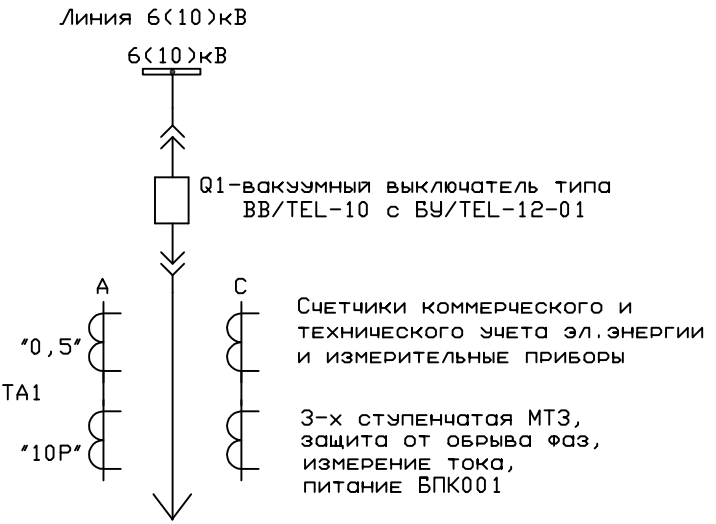 Линия 6(10)кВ
6(10)кВ
Q1-вакуумный выключатель типа
ВВ/TEL-10 с БУ/TEL-12-01
А
С
Счетчики коммерческого и
технического учета эл.энергии
и измерительные приборы
"0,5"
ТА1
3-х ступенчатая МТЗ,
защита от обрыва фаз,
измерение тока,
питание БПК001
"10Р"